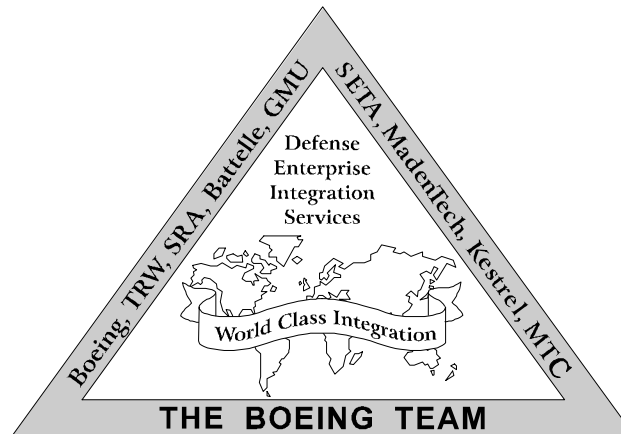 Boeing, TRW, SRA, Battelle, GMU
SETA, MadenTech, Kestrel, MTC
Defense
Enterprise
Integration
Services
World Class Integration
THE BOEING TEAM